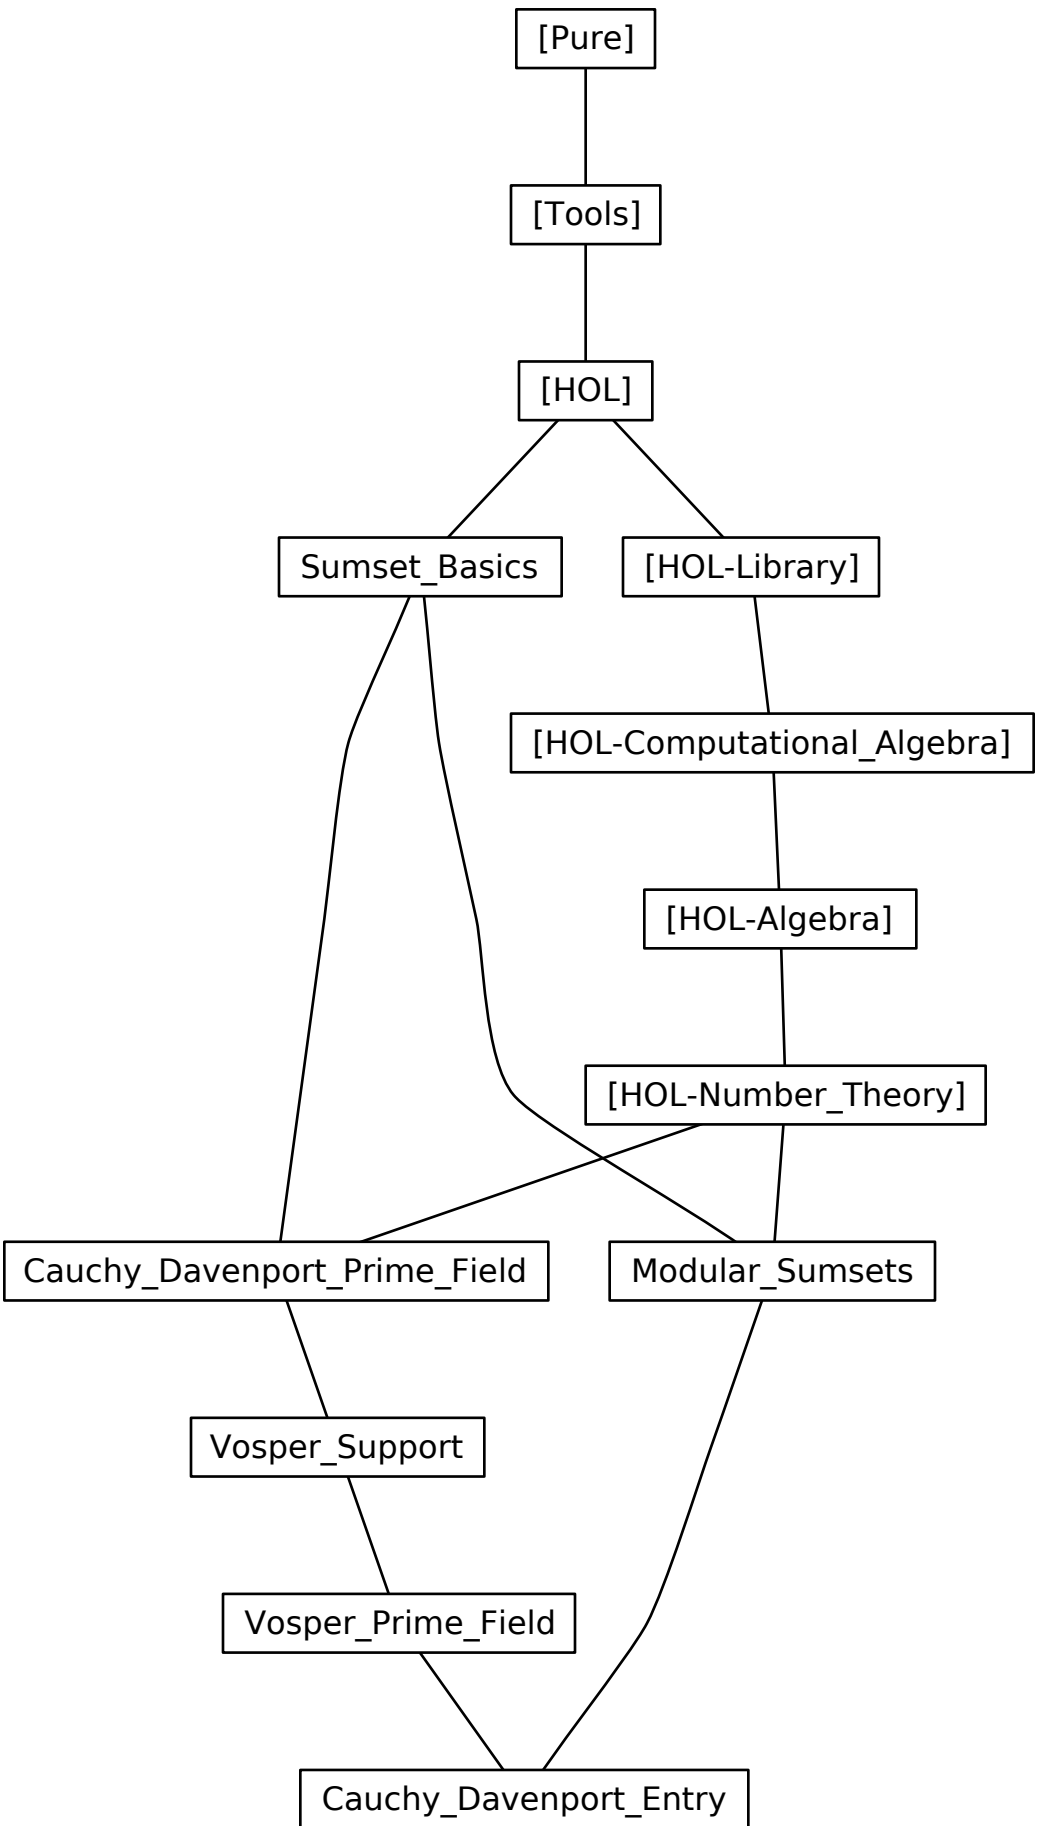 [Pure]
[Tools]
[HOL]
Sumset_Basics
[HOL-Library]
[HOL-Computational_Algebra]
[HOL-Algebra]
[HOL-Number_Theory]
Cauchy_Davenport_Prime_Field
Modular_Sumsets
Vosper_Support
Vosper_Prime_Field
Cauchy_Davenport_Entry